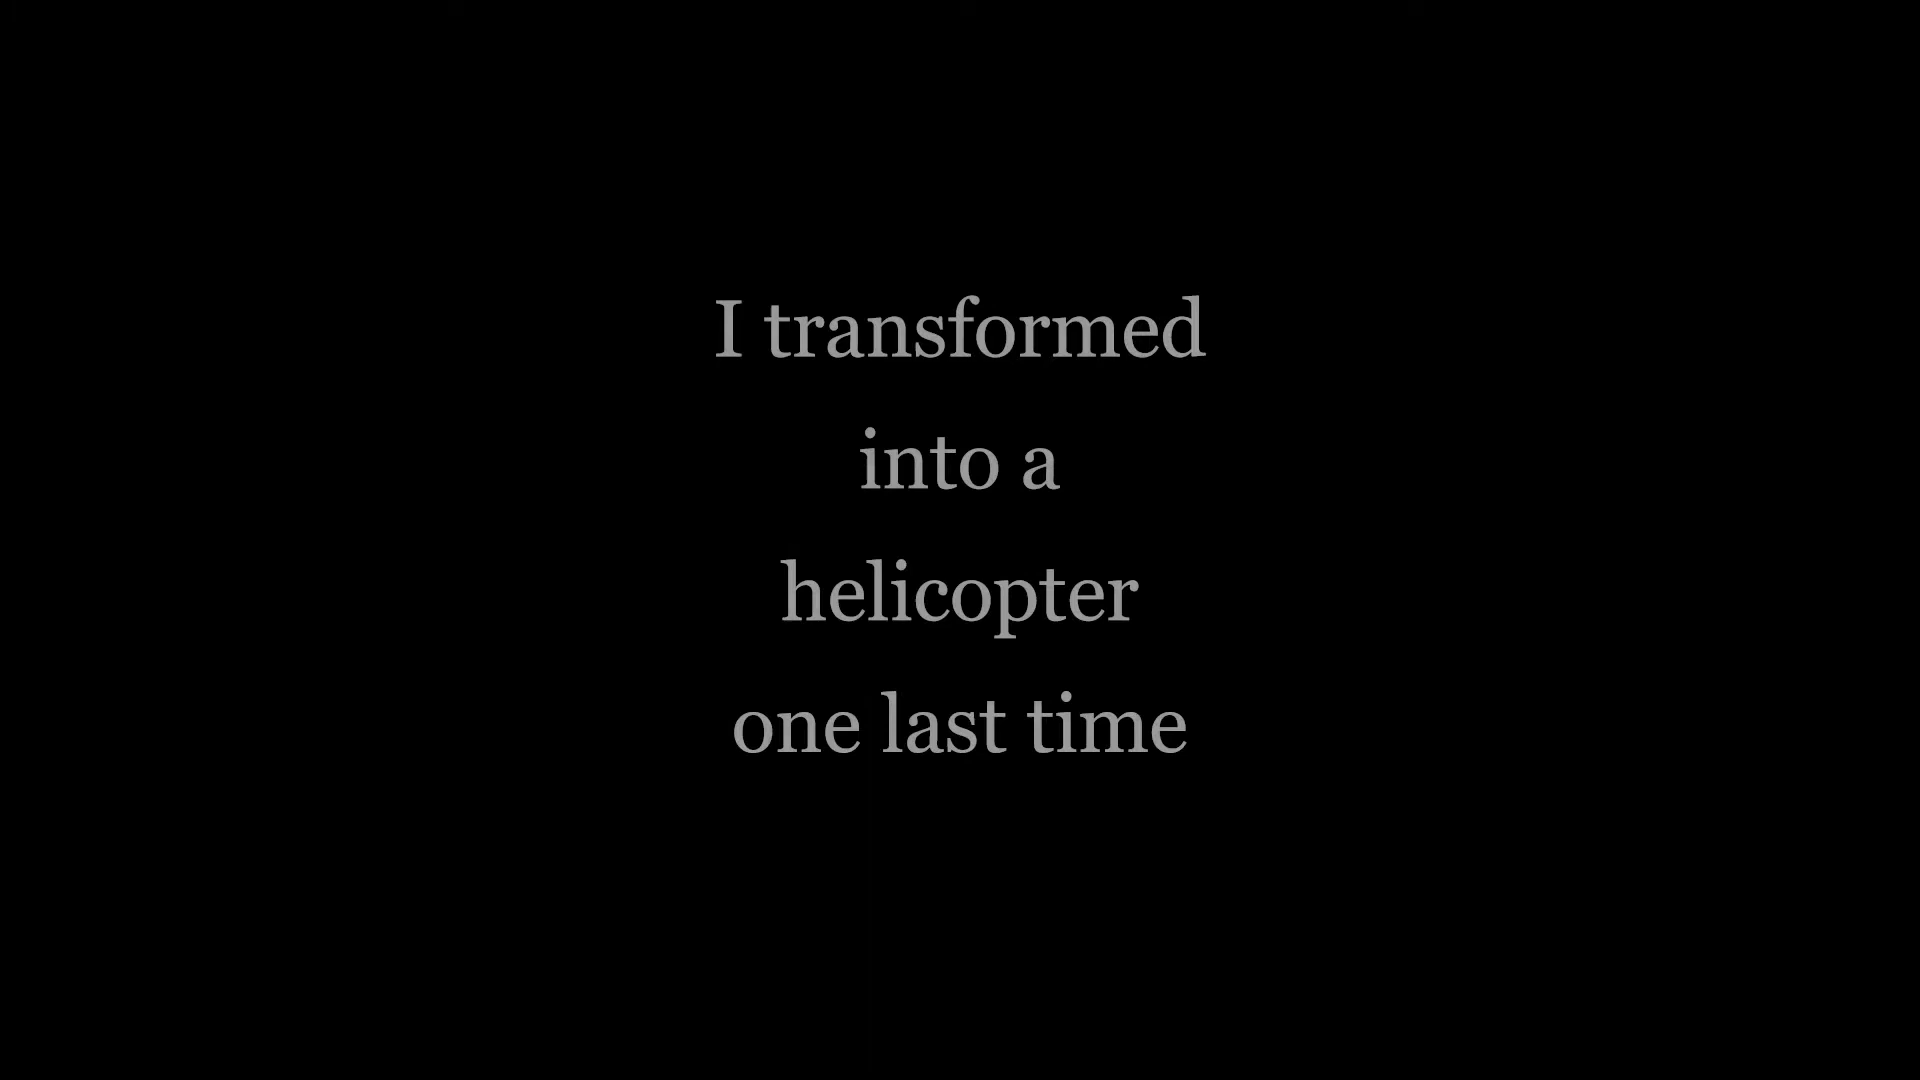 I transformed
into a
helicopter
one last time